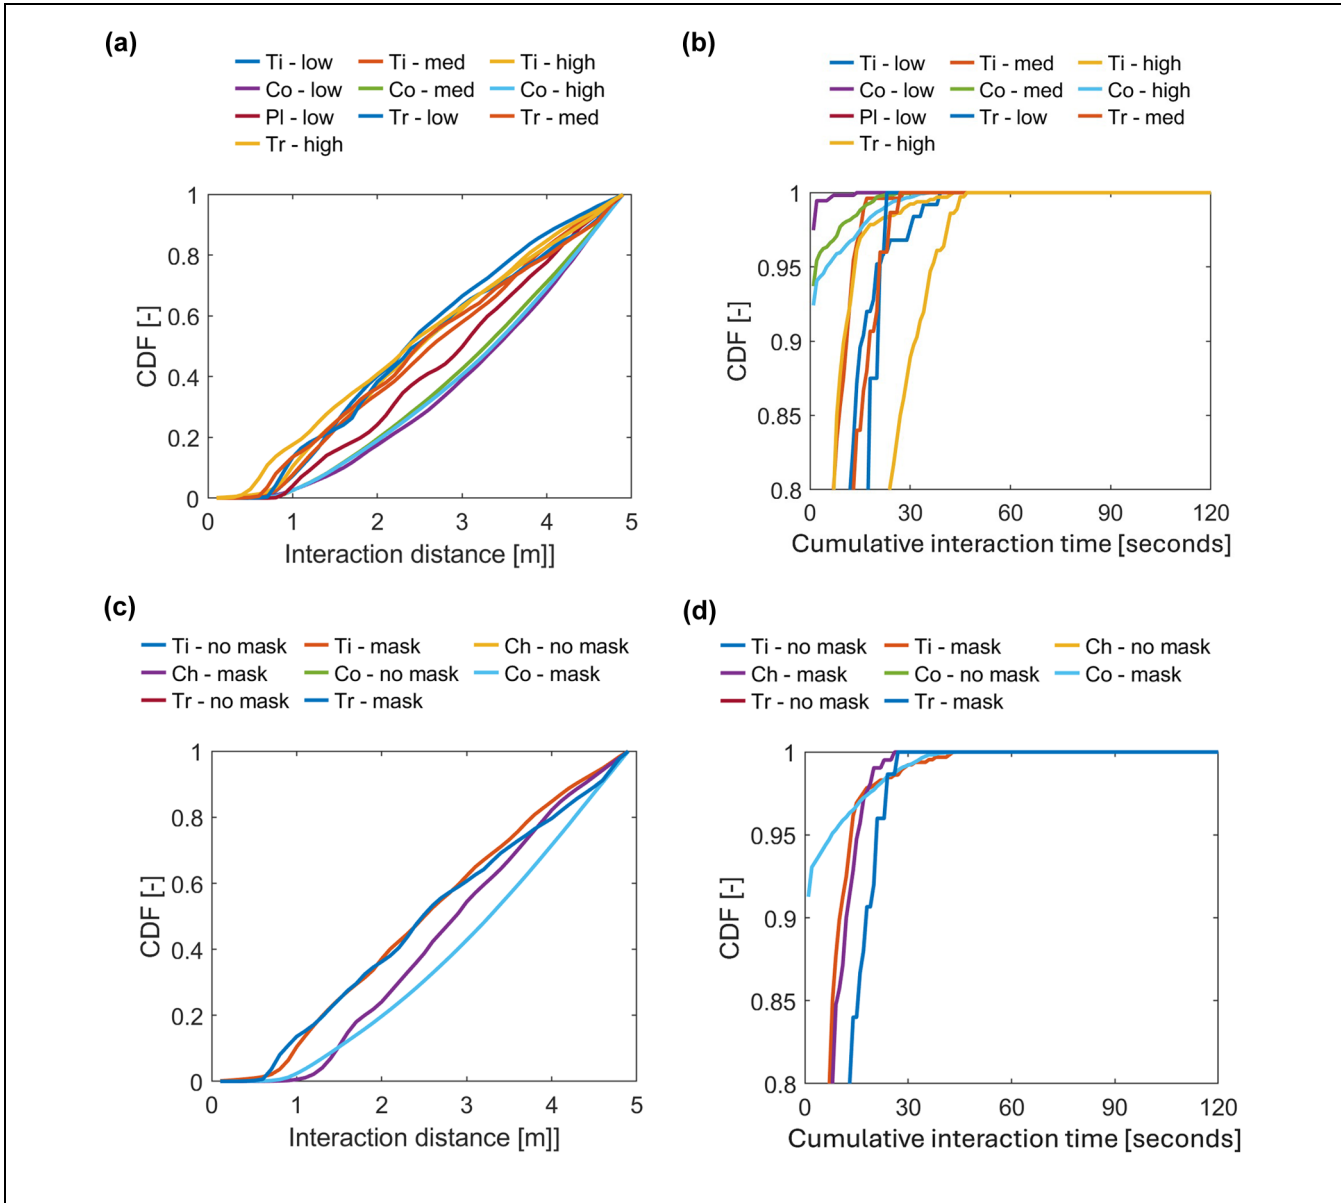 (a)
Ti - low Ti - med Ti - high
Co - low Co - med Co - high
Pl - low Tr - low Tr - med
Tr - high
1
0.8
0.6
0.4
0.2
0
CDF [-]
0 1 2 3 4 5
Interaction distance [m]]
(b)
Ti - low Ti - med Ti - high
Co - low Co - med Co - high
Pl - low Tr - low Tr - med
Tr - high
1
0.95
0.9
0.85
0.8
CDF [-]
0 30 60 90 120
Cumulative interaction time [seconds]
(c)
Ti - no mask Ti - mask Ch - no mask
Ch - mask Co - no mask Co - mask
Tr - no mask Tr - mask
1
0.8
0.6
0.4
0.2
0
CDF [-]
0 1 2 3 4 5
Interaction distance [m]]
(d)
Ti - no mask Ti - mask Ch - no mask
Ch - mask Co - no mask Co - mask
Tr - no mask Tr - mask
1
0.95
0.9
0.85
0.8
CDF [-]
0 30 60 90 120
Cumulative interaction time [seconds]